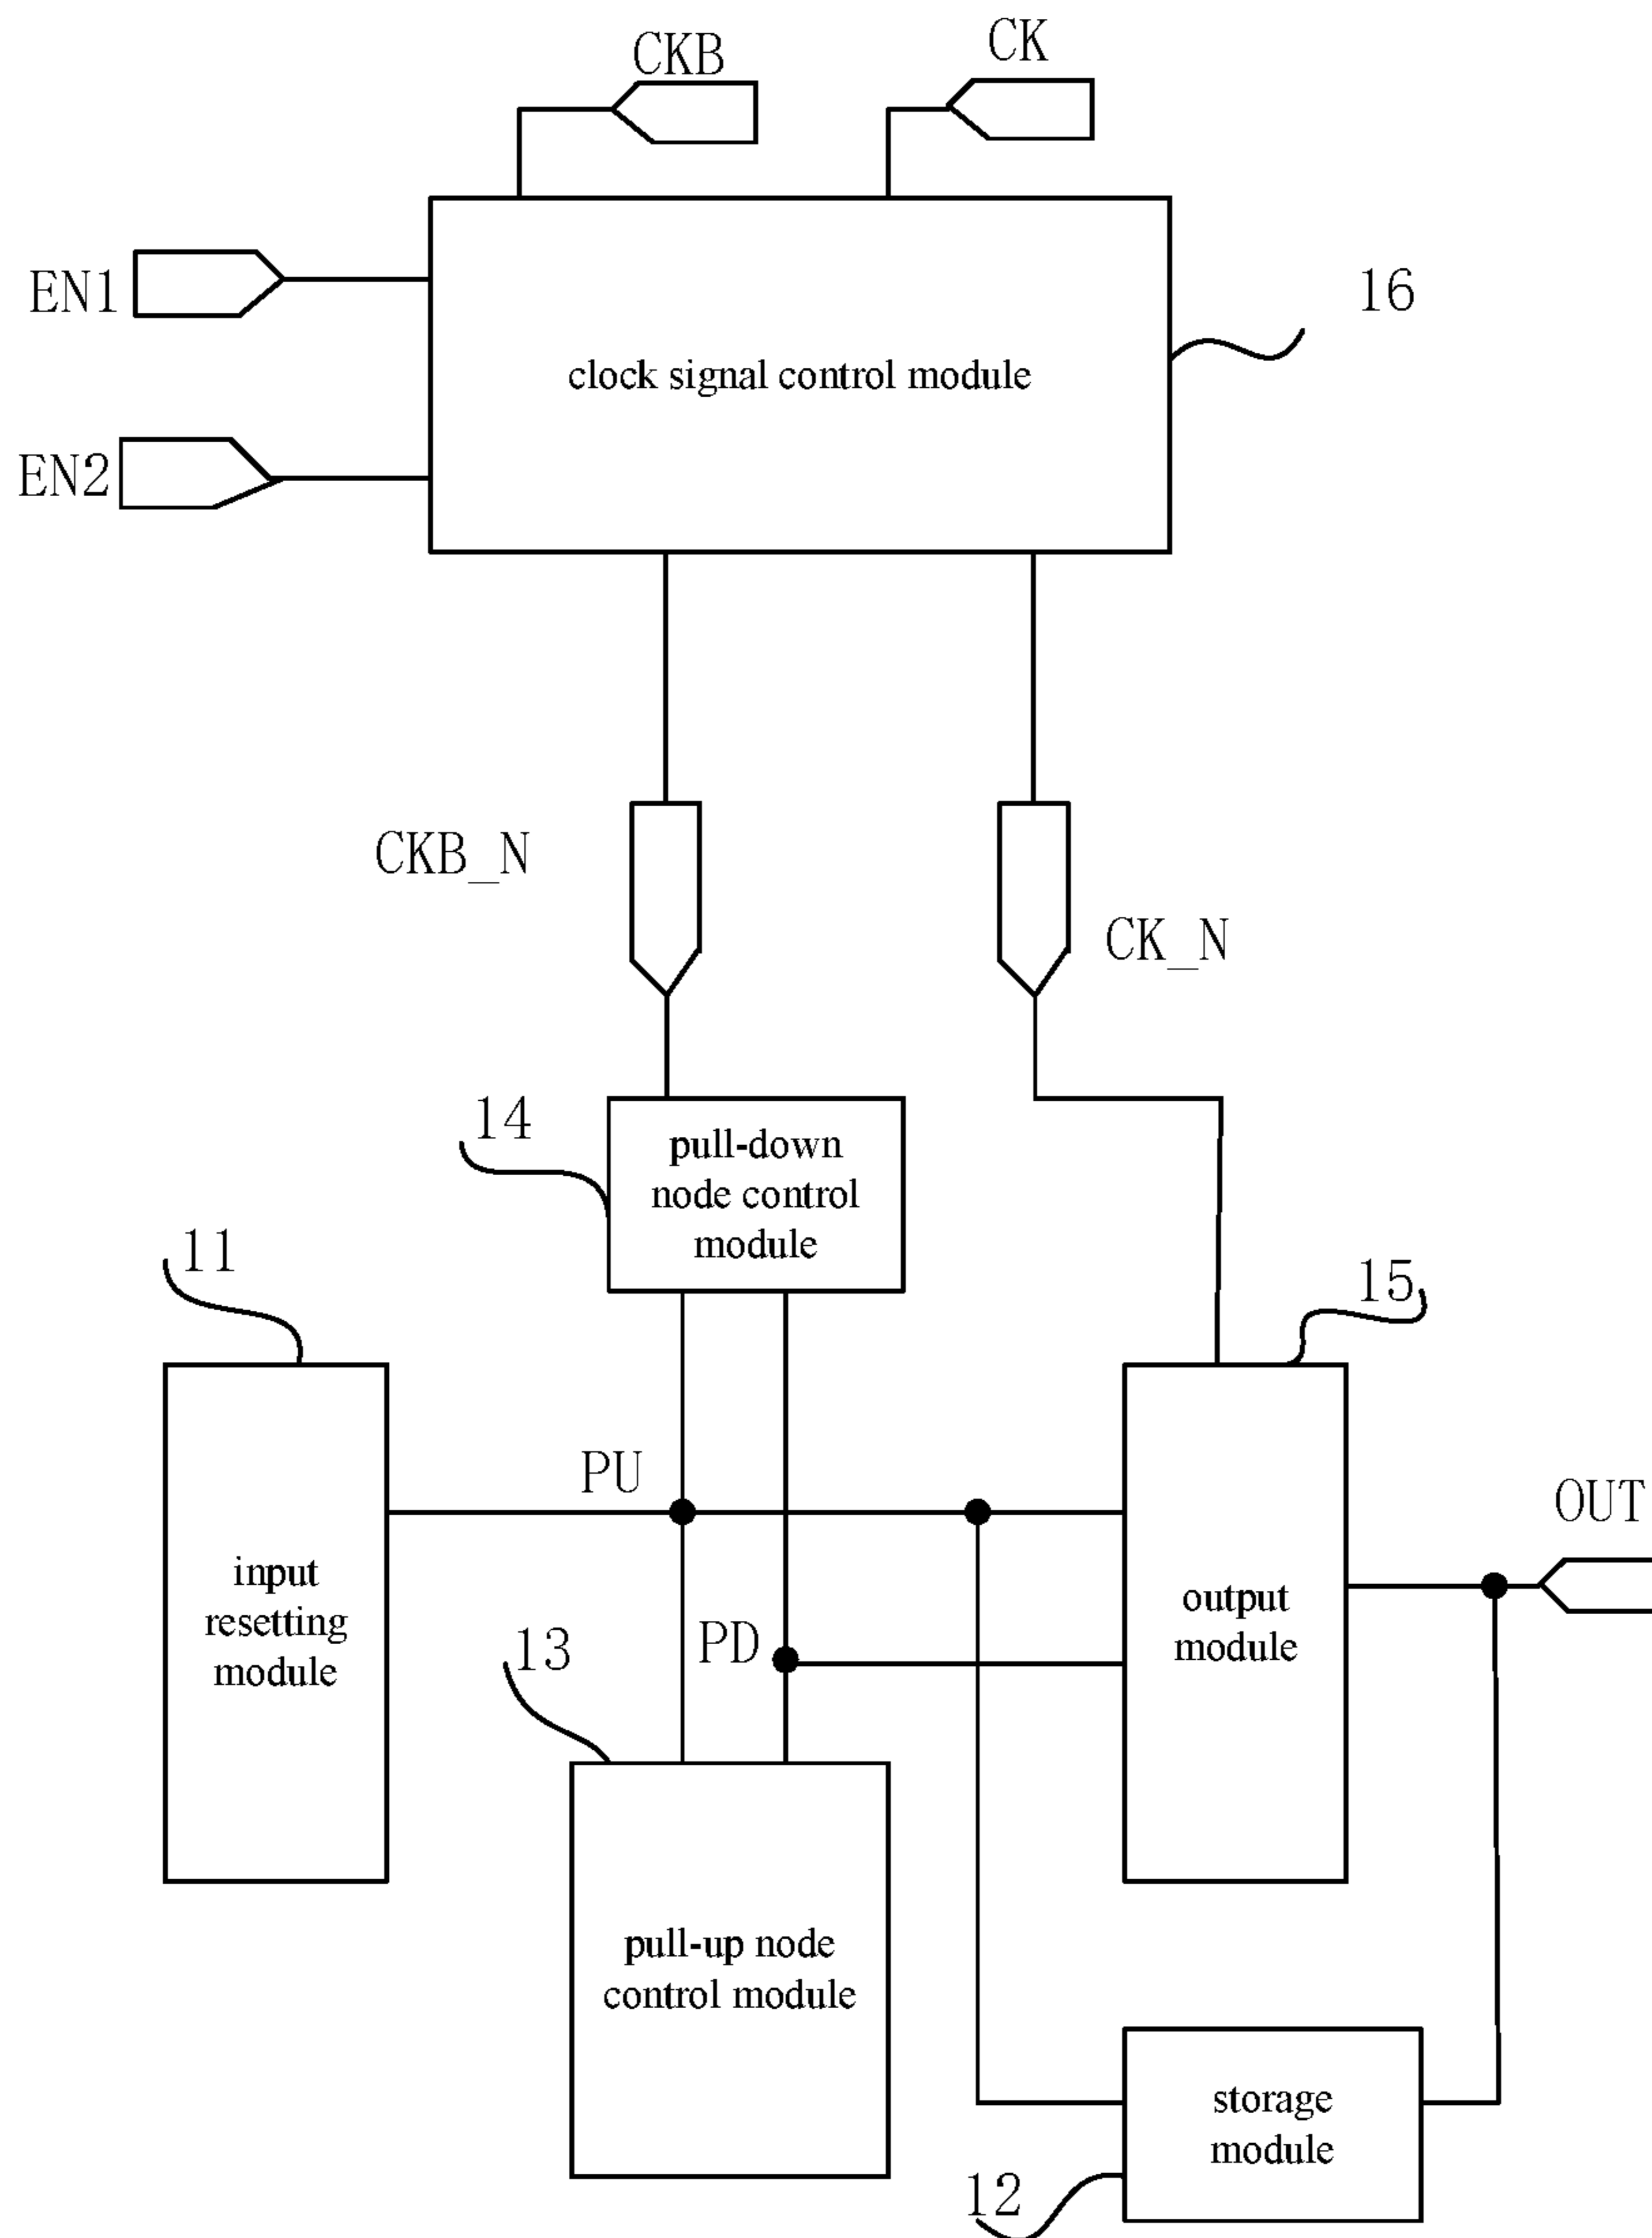 CKB
CK
EN1
16
clock signal control module
EN2
CKB_N
CK_N
14
pull-down
node control
module
11
15
PU
OUT
input
resetting
module
output
module
13
PD
pull-up node
control module
storage
module
12